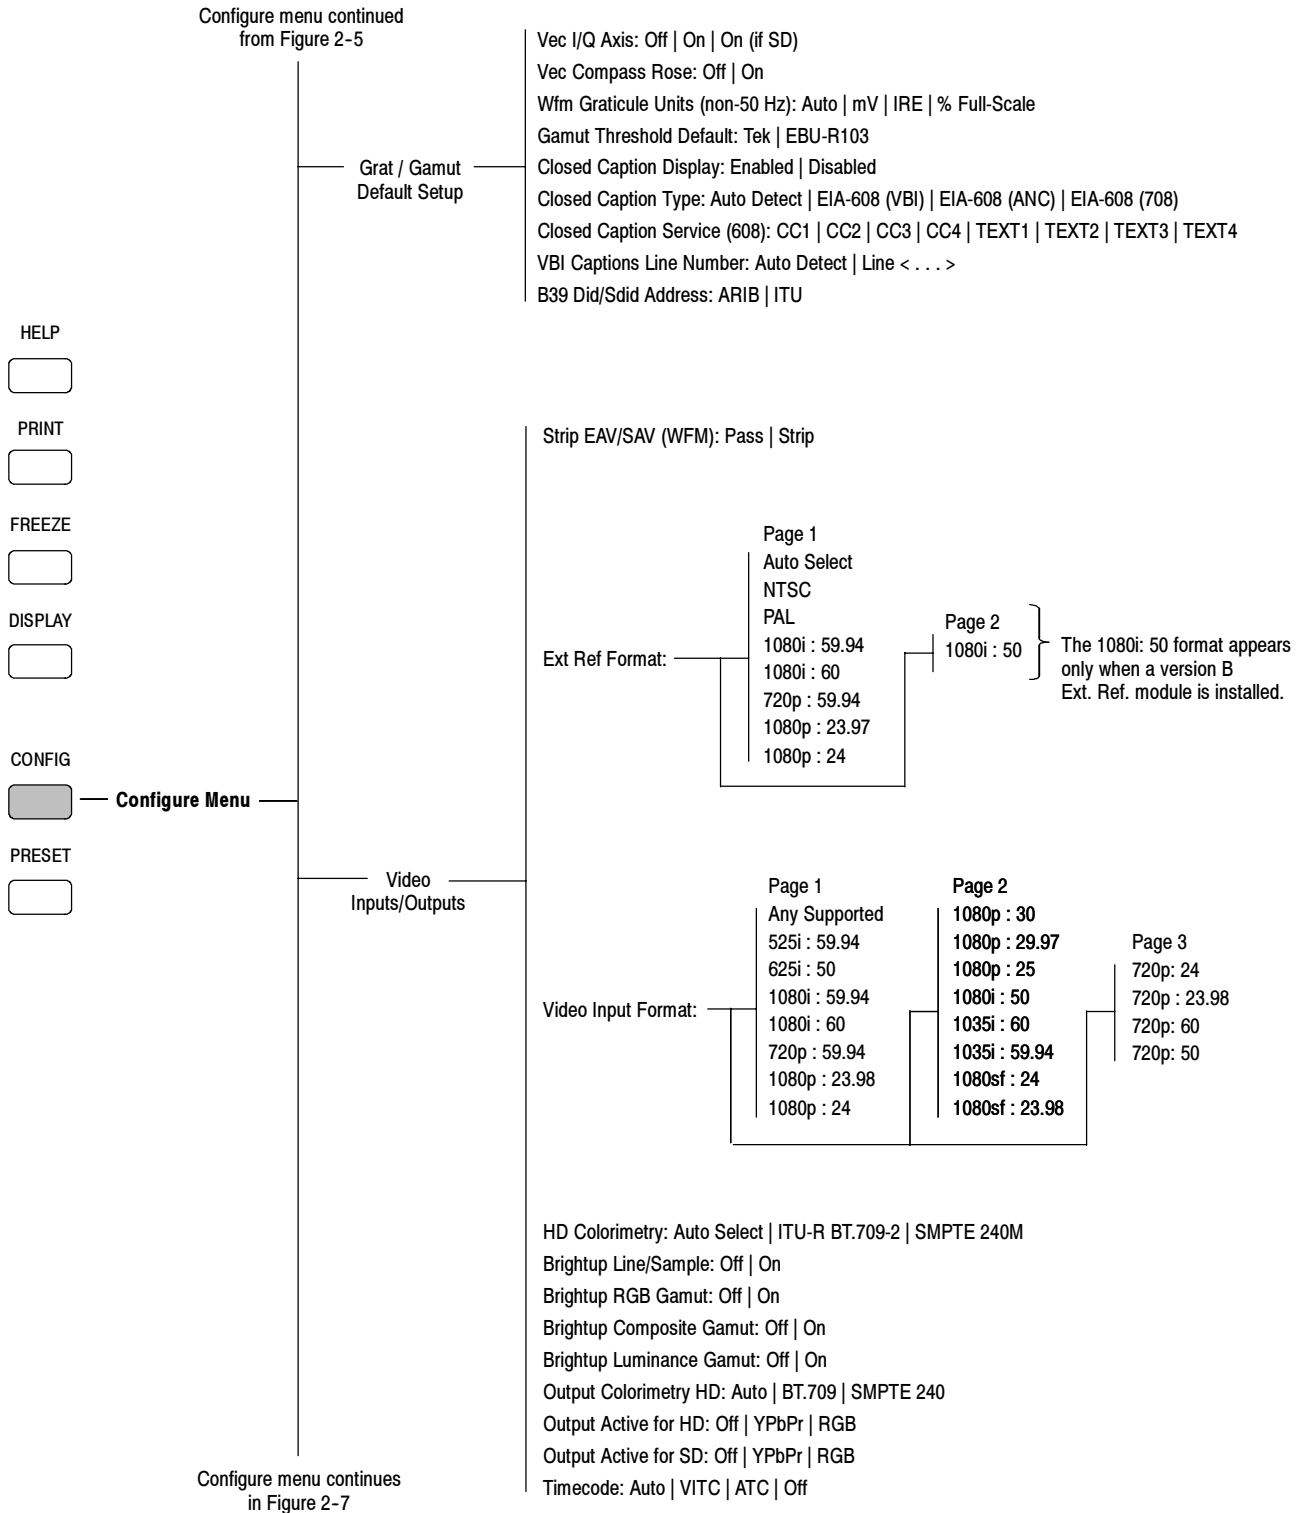 Configure menu continued
from Figure 2-5
Vec I/Q Axis: Off | On | On (if SD)
Vec Compass Rose: Off | On
Wfm Graticule Units (non-50 Hz): Auto | mV | IRE | % Full-Scale
Gamut Threshold Default: Tek | EBU-R103
Grat / Gamut
Default Setup
Closed Caption Display: Enabled | Disabled
Closed Caption Type: Auto Detect | EIA-608 (VBI) | EIA-608 (ANC) | EIA-608 (708)
Closed Caption Service (608): CC1 | CC2 | CC3 | CC4 | TEXT1 | TEXT2 | TEXT3 | TEXT4
VBI Captions Line Number: Auto Detect | Line < . . . >
B39 Did/Sdid Address: ARIB | ITU
HELP
PRINT
FREEZE
DISPLAY
CONFIG
Configure Menu
PRESET
Video
Inputs/Outputs
Strip EAV/SAV (WFM): Pass | Strip
Ext Ref Format:
Page 1
Auto Select
NTSC
PAL
1080i : 59.94
1080i : 60
720p : 59.94
1080p : 23.97
1080p : 24
Page 2
1080i : 50
The 1080i: 50 format appears
only when a version B
Ext. Ref. module is installed.
Video Input Format:
Page 1
Any Supported
525i : 59.94
625i : 50
1080i : 59.94
1080i : 60
720p : 59.94
1080p : 23.98
1080p : 24
Page 2
1080p : 30
1080p : 29.97
1080p : 25
1080i : 50
1035i : 60
1035i : 59.94
1080sf : 24
1080sf : 23.98
Page 3
720p: 24
720p : 23.98
720p: 60
720p: 50
HD Colorimetry: Auto Select | ITU-R BT.709-2 | SMPTE 240M
Brightup Line/Sample: Off | On
Brightup RGB Gamut: Off | On
Brightup Composite Gamut: Off | On
Brightup Luminance Gamut: Off | On
Output Colorimetry HD: Auto | BT.709 | SMPTE 240
Output Active for HD: Off | YPbPr | RGB
Output Active for SD: Off | YPbPr | RGB
Timecode: Auto | VITC | ATC | Off
Configure menu continues
in Figure 2-7